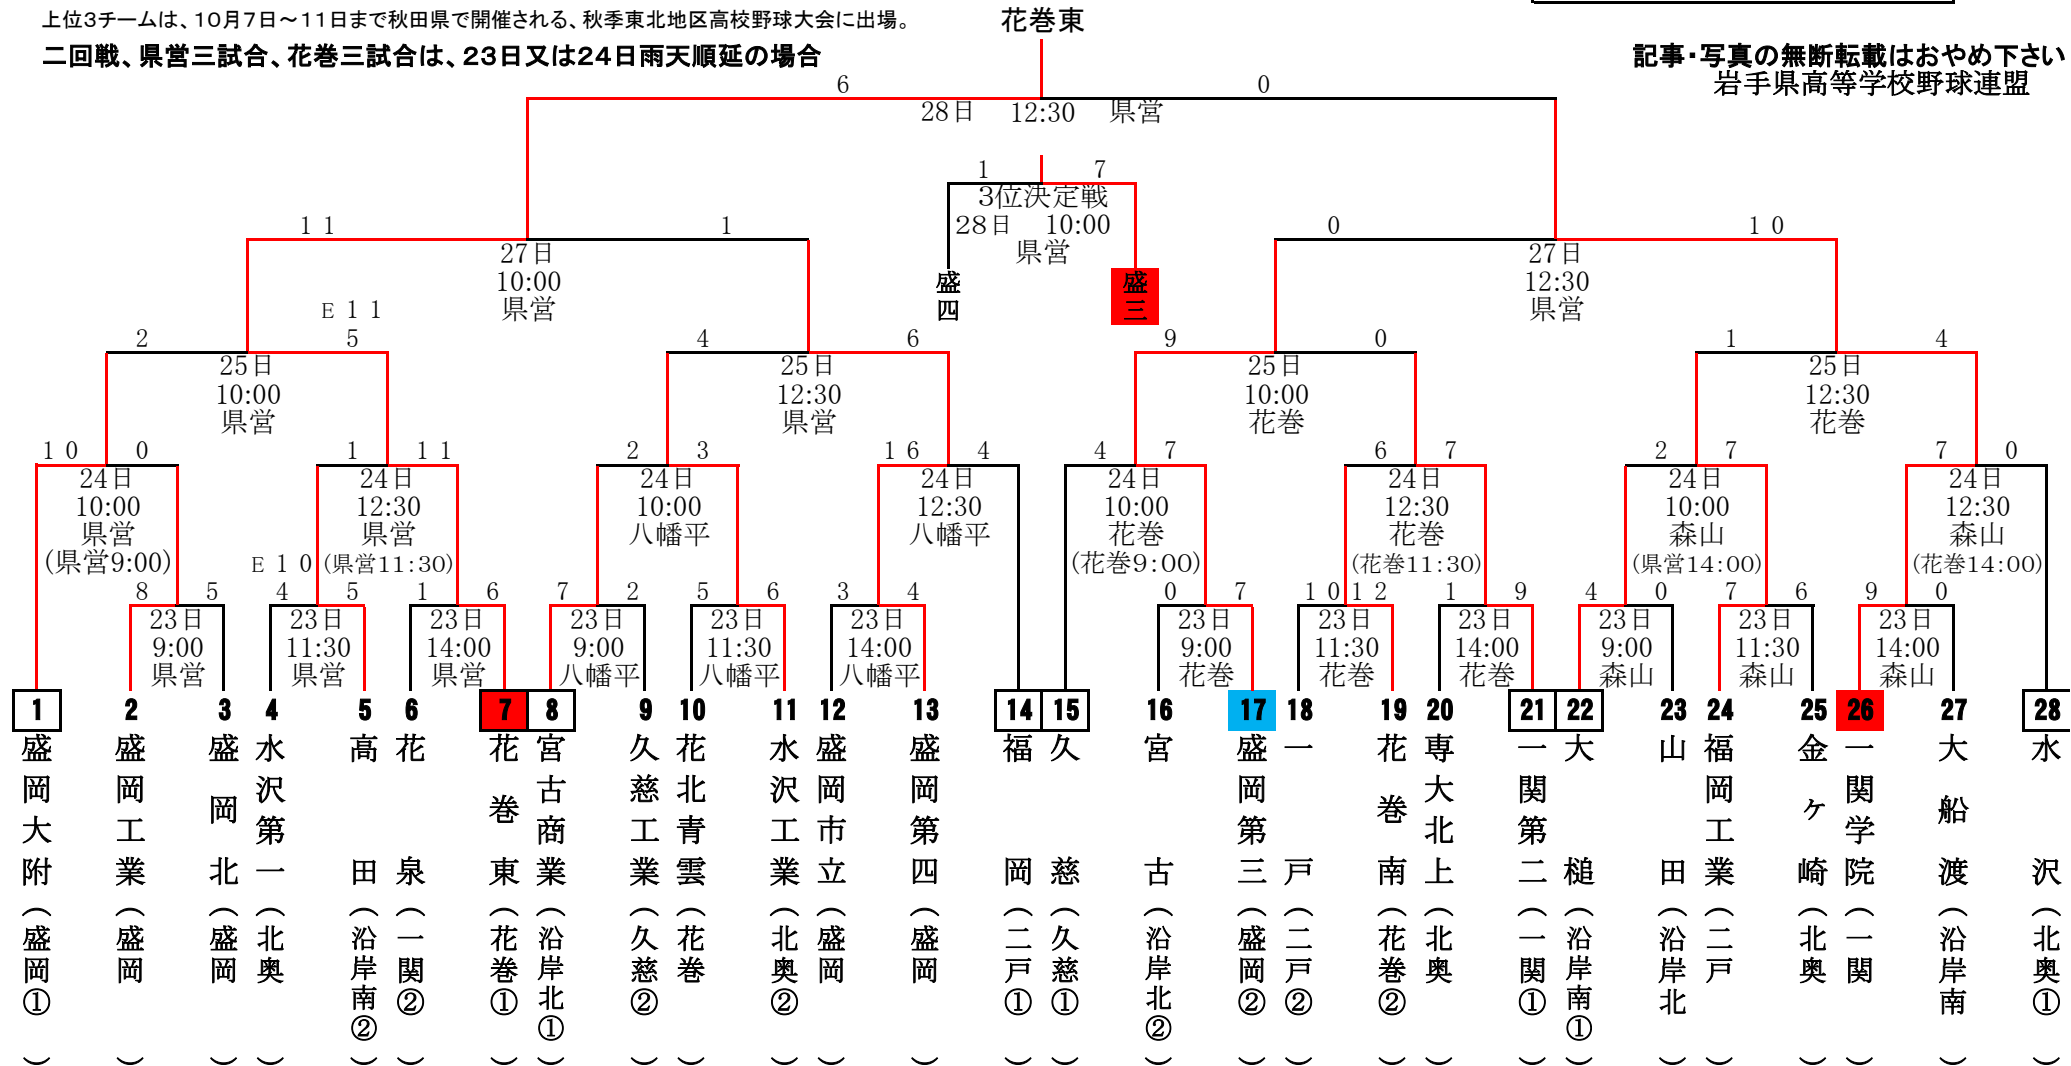 上位3チームは、10月7日～11日まで秋田県で開催される、秋季東北地区高校野球大会に出場。
二回戦、県営三試合、花巻三試合は、23日又は24日雨天順延の場合
花巻東
記事・写真の無断転載はおやめ下さい
岩手県高等学校野球連盟
6 0
28日 12:30 県営
1 7
3位決定戦
28日 10:00
県営
盛四 盛三
11 1 0 10
27日 27日
10:00 12:30
県営 県営
E11
2 5 4 6 9 0 1 4
25日 25日 25日 25日
10:00 12:30 10:00 12:30
県営 県営 花巻 花巻
10 0 1 11 2 3 16 4 4 7 6 7 2 7 7 0
24日 24日 24日 24日 24日 24日 24日 24日
10:00 12:30 10:00 12:30 10:00 12:30 10:00 12:30
県営 県営 八幡平 八幡平 花巻 花巻 森山 森山
(県営9:00) E10 (県営11:30) (花巻9:00) (花巻11:30) (県営14:00) (花巻14:00)
8 5 4 5 1 6 7 2 5 6 3 4 0 7 10 12 1 9 4 0 7 6 9 0
23日 23日 23日 23日 23日 23日 23日 23日 23日 23日 23日 23日
9:00 11:30 14:00 9:00 11:30 14:00 9:00 11:30 14:00 9:00 11:30 14:00
県営 県営 県営 八幡平 八幡平 八幡平 花巻 花巻 花巻 森山 森山 森山
1 盛岡大附(盛岡①)
2 盛岡工業(盛岡)
3 盛岡北(盛岡)
4 水沢第一(北奥)
5 高田(沿岸南②)
6 花泉(一関②)
7 花巻東(花巻①)
8 宮古商業(沿岸北①)
9 久慈工業(久慈②)
10 花北青雲(花巻)
11 水沢工業(北奥②)
12 盛岡市立(盛岡)
13 盛岡第四(盛岡)
14 福岡(二戸①)
15 久慈(久慈①)
16 宮古(沿岸北②)
17 盛岡第三(盛岡②)
18 一戸(二戸②)
19 花巻南(花巻②)
20 専大北上(北奥)
21 一関第二(一関①)
22 大槌(沿岸南①)
23 山田(沿岸北)
24 福岡工業(二戸)
25 金ヶ崎(北奥)
26 一関学院(一関)
27 大船渡(沿岸南)
28 水沢(北奥①)